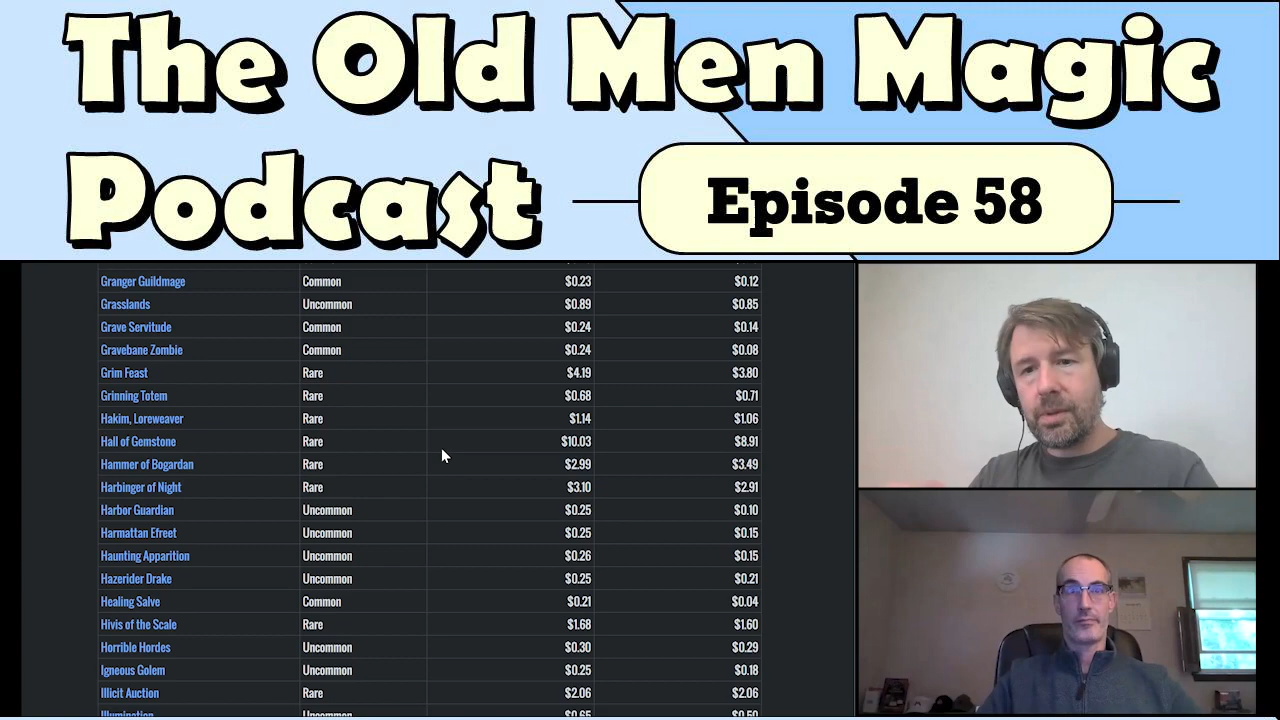 The Old Men Magic
Podcast
Episode 58
Granger Guildmage Common $0.23 $0.12
Grasslands Uncommon $0.89 $0.85
Grave Servitude Common $0.24 $0.14
Gravebane Zombie Common $0.24 $0.08
Grim Feast Rare $4.19 $3.80
Grinning Totem Rare $0.68 $0.71
Hakim, Loreweaver Rare $1.14 $1.06
Hall of Gemstone Rare $10.03 $8.91
Hammer of Bogardan Rare $2.99 $3.49
Harbinger of Night Rare $3.10 $2.91
Harbor Guardian Uncommon $0.25 $0.10
Harmattan Efreet Uncommon $0.25 $0.15
Haunting Apparition Uncommon $0.26 $0.15
Hazerider Drake Uncommon $0.25 $0.21
Healing Salve Common $0.21 $0.04
Hivis of the Scale Rare $1.68 $1.60
Horrible Hordes Uncommon $0.30 $0.29
Igneous Golem Uncommon $0.25 $0.18
Illicit Auction Rare $2.06 $2.06
Illumination Uncommon $0.65 $0.50